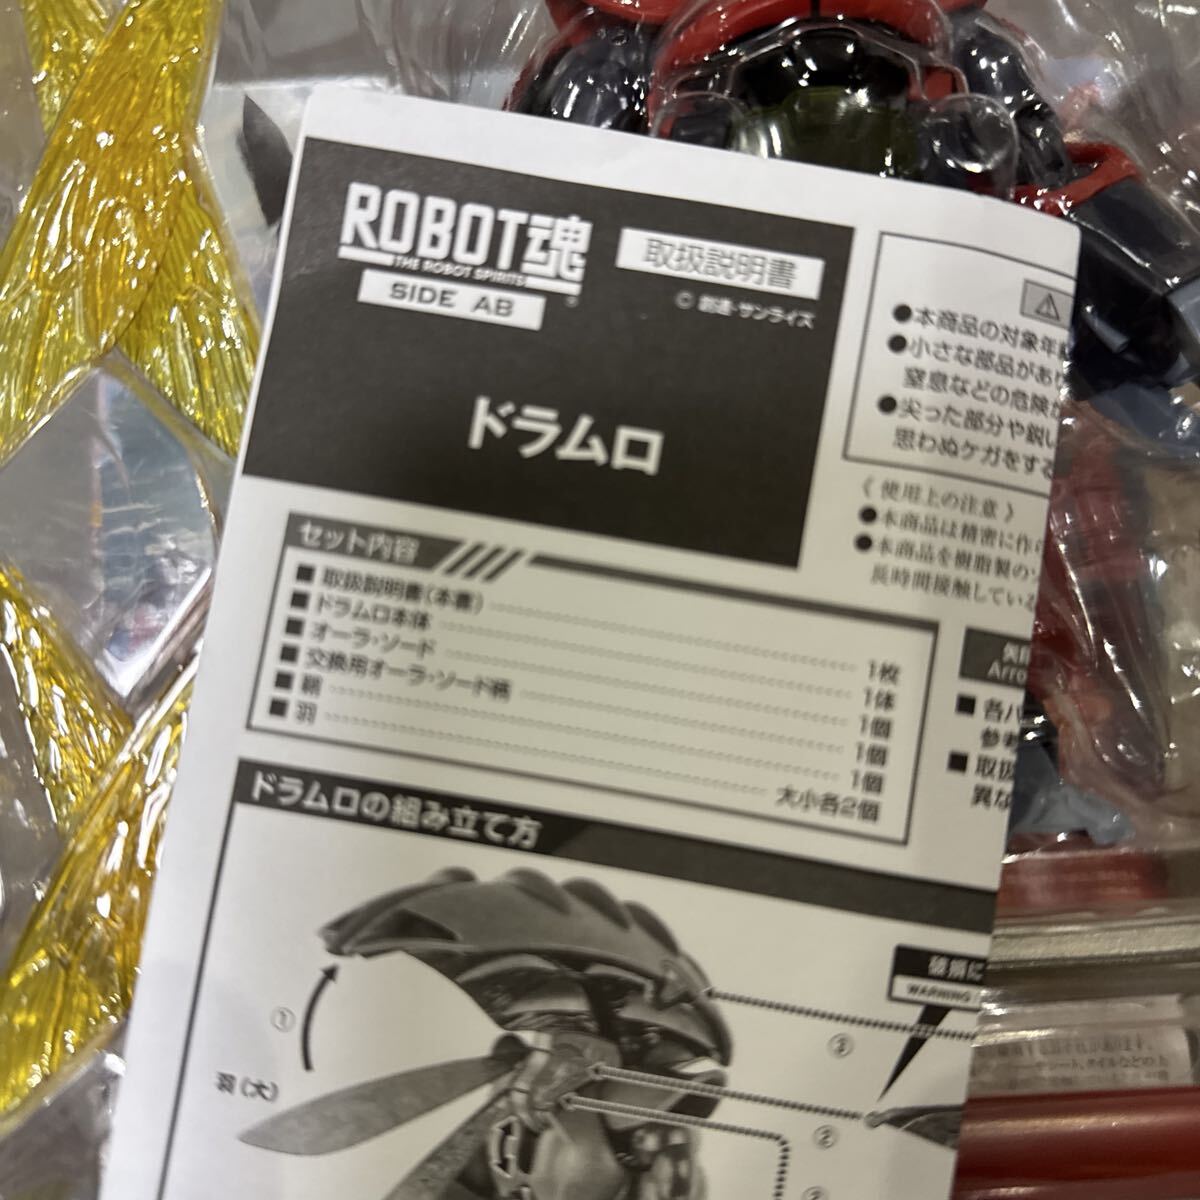 ROBOT魂
THE ROBOT SPIRITS
SIDE AB
取扱説明書
© 創通・サンライズ
ドラムロ
●本商品の対象年
●小さな部品があ
窒息などの危険
●尖った部分や鋭い
思わぬケガをする
《 使用上の注意 》
●本商品は精密に作
●本商品を樹脂製の
長時間接触している
セット内容
■ 取扱説明書(本書) 1枚
■ ドラムロ本体 1体
■ オーラ・ソード 1個
■ 交換用オーラ・ソード柄 1個
■ 鞘 1個
■ 羽 大小各2個
Arro
■ 各
参考
■ 取扱
異な
ドラムロの組み立て方
破損に
WARNING
①
羽(大)
②
②
②